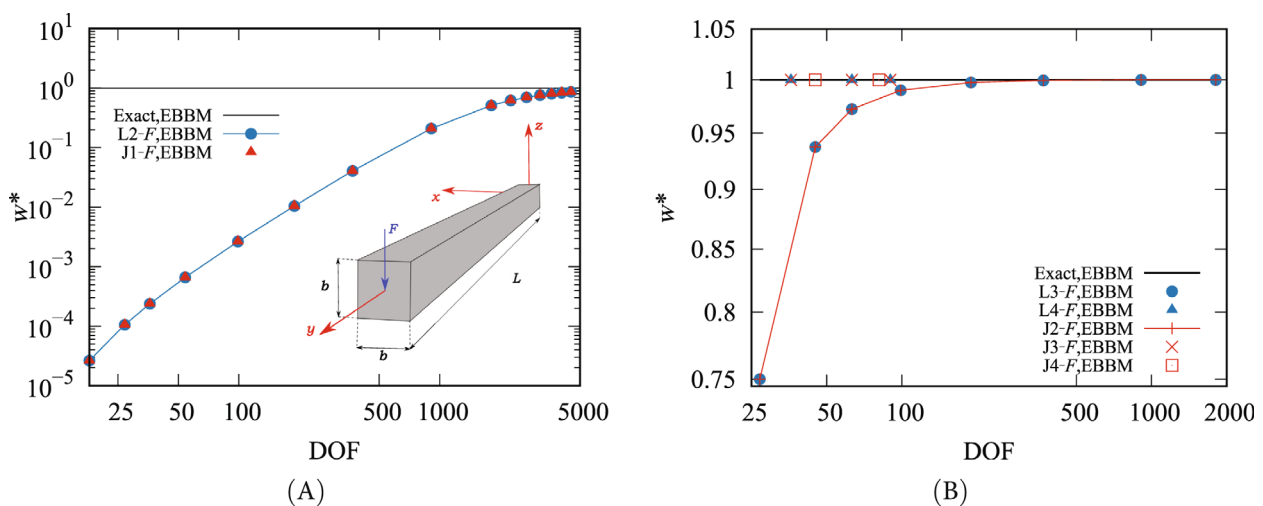 10^1
10^0
10^-1
10^-2
10^-3
10^-4
10^-5
w*
Exact,EBBM
L2-F,EBBM
J1-F,EBBM
z
x
F
b
L
y
b
25 50 100 500 1000 5000
DOF
(A)
1.05
1
0.95
0.9
0.85
0.8
0.75
w*
Exact,EBBM
L3-F,EBBM
L4-F,EBBM
J2-F,EBBM
J3-F,EBBM
J4-F,EBBM
25 50 100 500 1000 2000
DOF
(B)